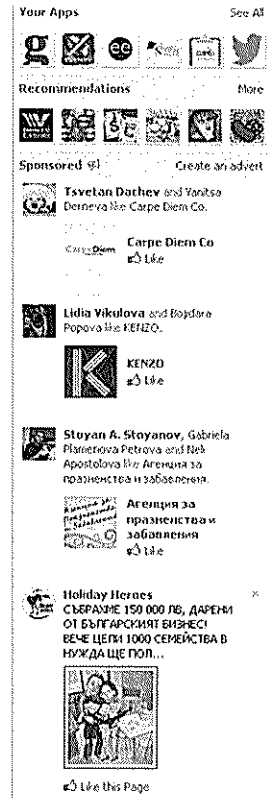 Your Apps See All
Recommendations More
Sponsored Create an advert
Tsvetan Dachev and Yanitsa
Derneva like Carpe Diem Co.
Carpe Diem
Carpe Diem Co
Like
Lidia Vikulova and Bojdara
Popova like KENZO.
K
KENZO
Like
Stoyan A. Stoyanov, Gabriela
Plamenova Petrova and Neli
Apostolova like Агенция за
празненства и забавления.
Агенция за
празненства и
забавления
Like
Holiday Heroes
СЪБРАХМЕ 150 000 ЛВ, ДАРЕНИ
ОТ БЪЛГАРСКИЯТ БИЗНЕС!
ВЕЧЕ ЦЕЛИ 1000 СЕМЕЙСТВА В
НУЖДА ЩЕ ПОЛ...
Like this Page